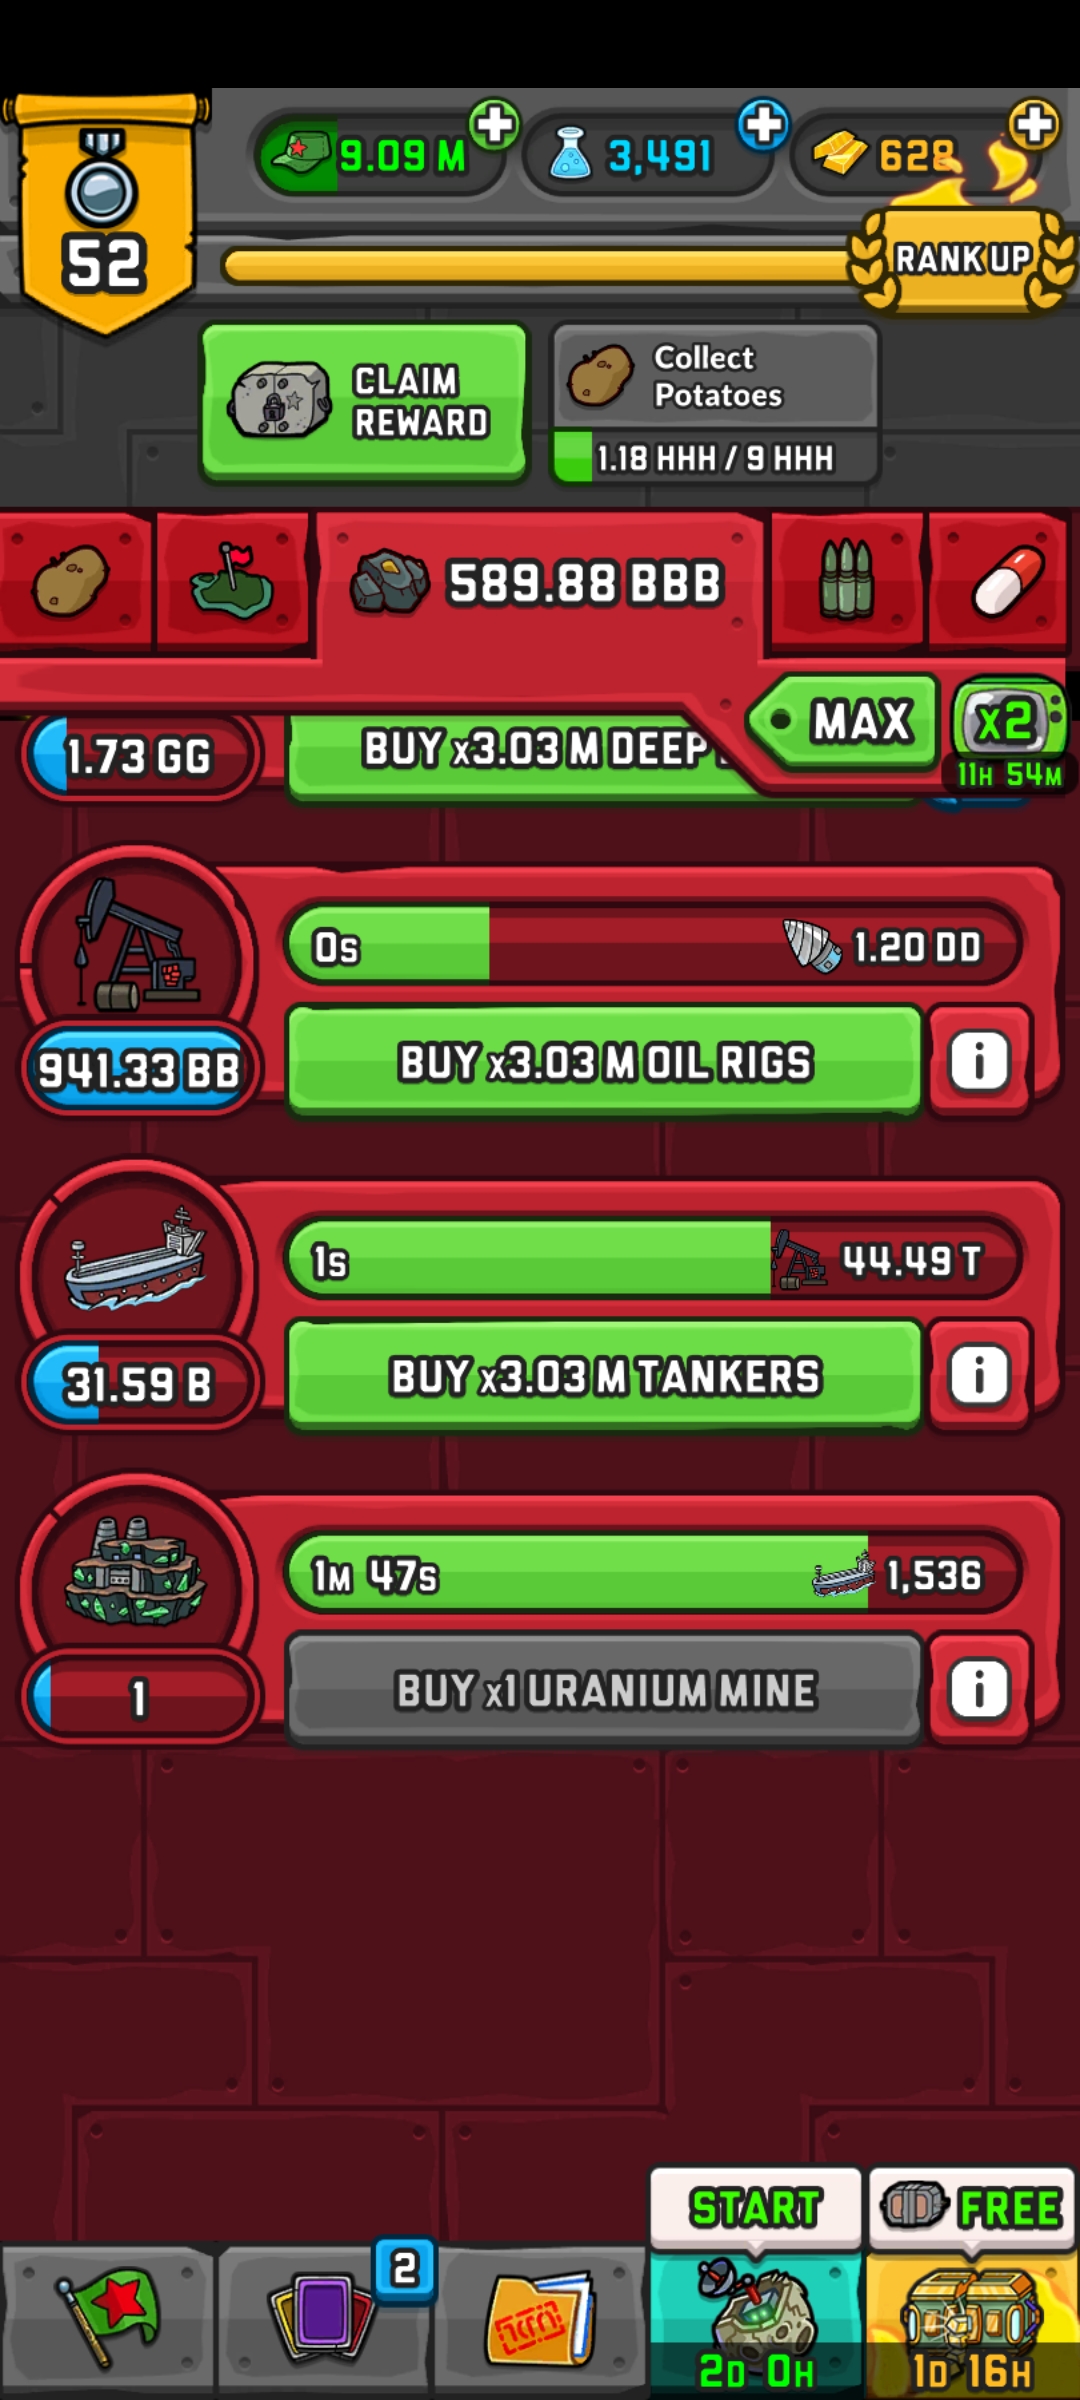 52
9.09 M
3,491
628
RANK UP
CLAIM
REWARD
Collect
Potatoes
1.18 HHH / 9 HHH
589.88 BBB
MAX
x2
11H 54M
1.73 GG
BUY x3.03 M DEEP
0s
1.20 DD
941.33 BB
BUY x3.03 M OIL RIGS
i
1s
44.49 T
31.59 B
BUY x3.03 M TANKERS
i
1M 47s
1,536
1
BUY x1 URANIUM MINE
i
START
FREE
2
2D 0H
1D 16H